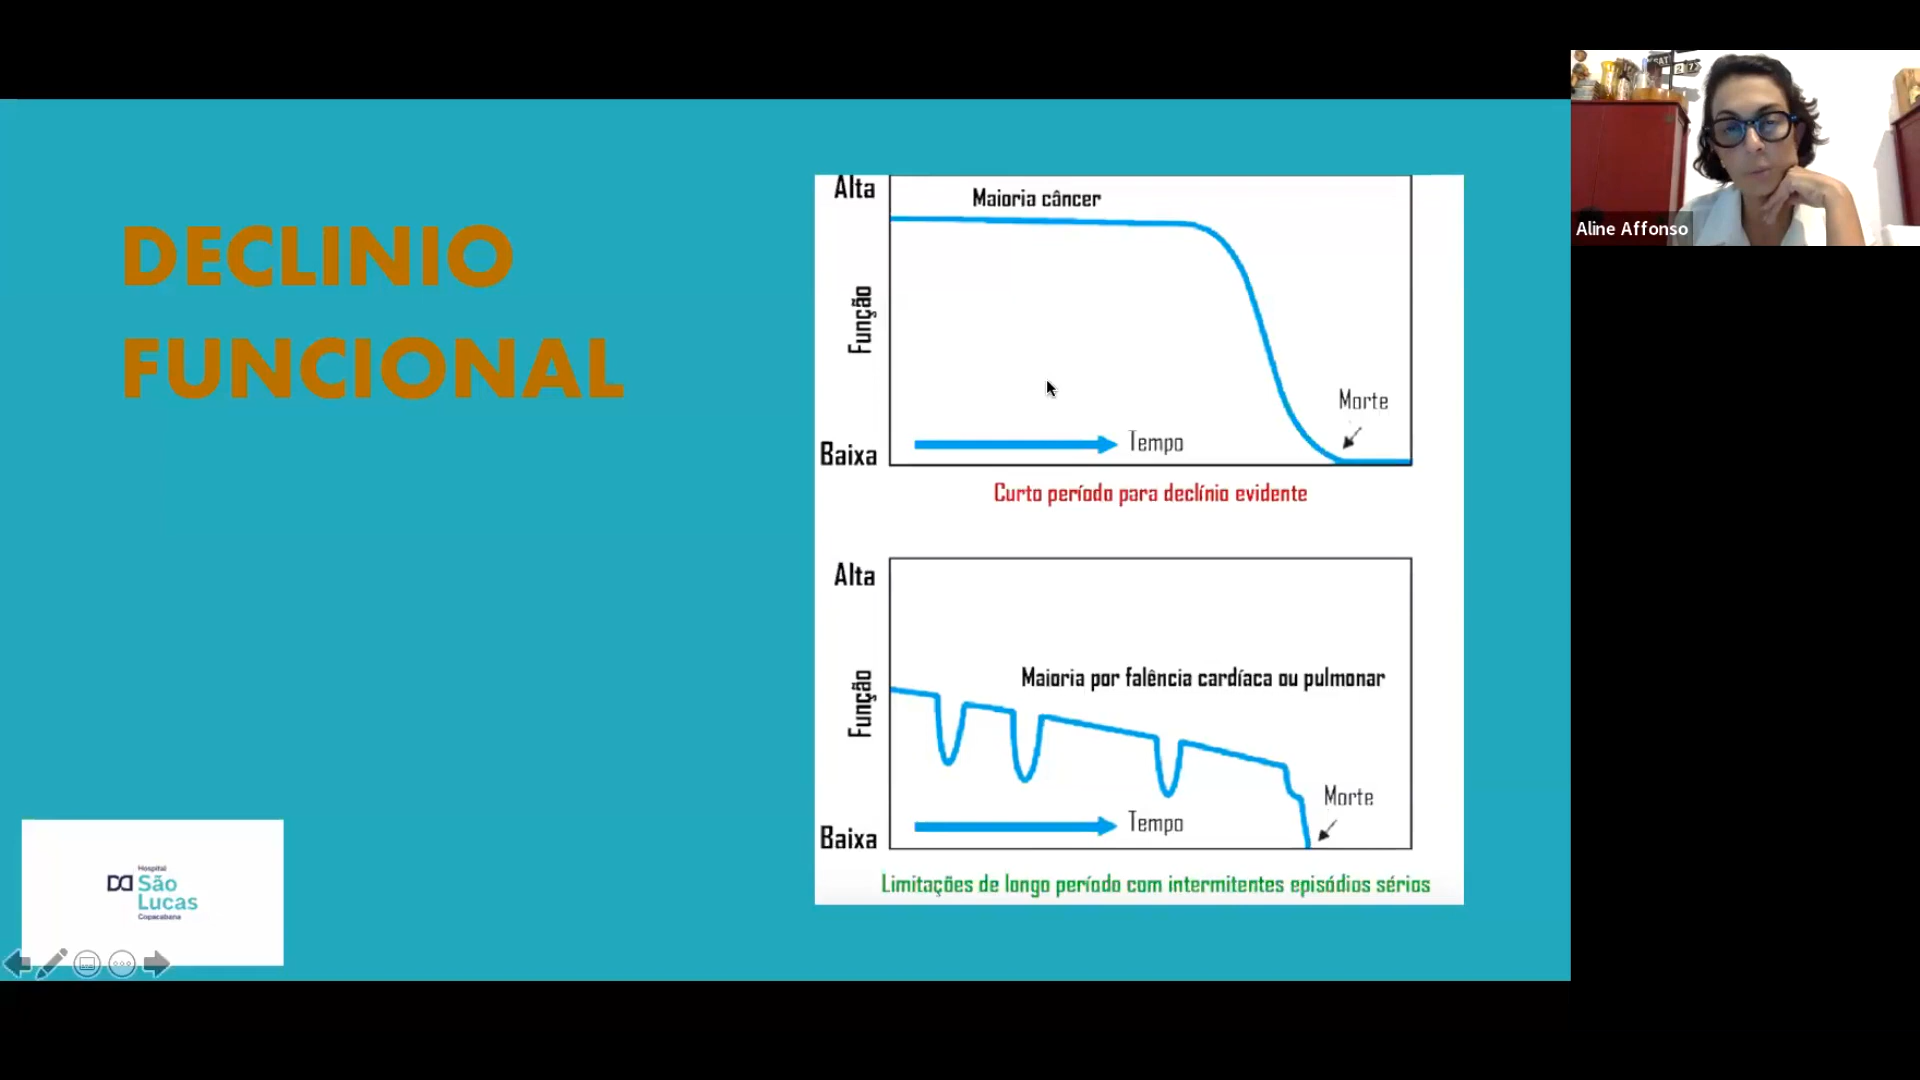 DECLINIO
FUNCIONAL
Alta
Maioria câncer
Função
Morte
Tempo
Baixa
Curto período para declínio evidente
Alta
Maioria por falência cardíaca ou pulmonar
Função
Morte
Tempo
Baixa
Limitações de longo período com intermitentes episódios sérios
Hospital
São
Lucas
Copacabana
SAT
27
Aline Affonso